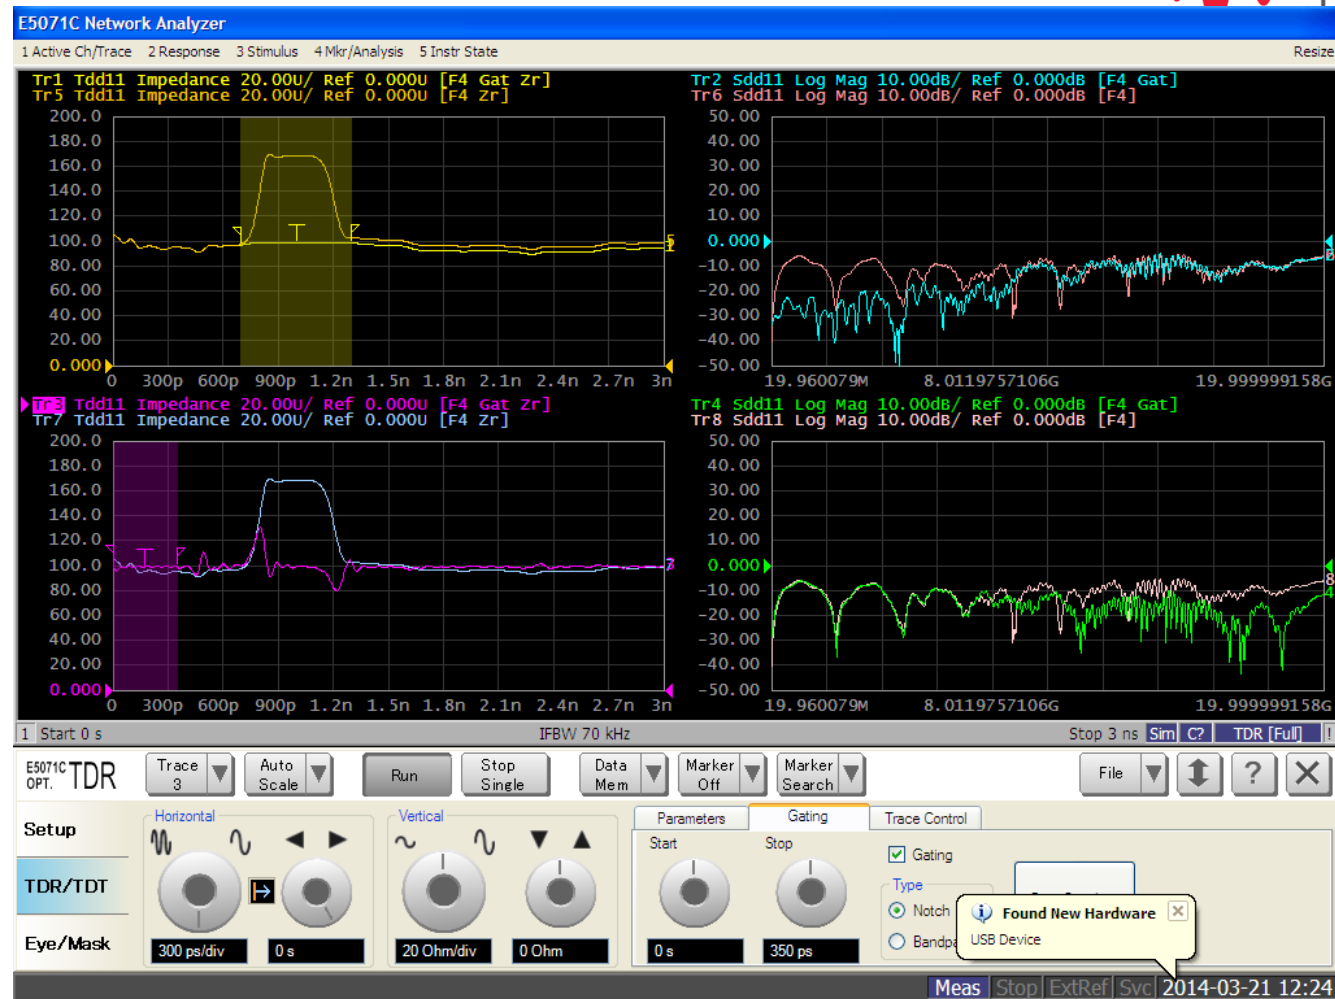 E5071C Network Analyzer
1 Active Ch/Trace 2 Response 3 Stimulus 4 Mkr/Analysis 5 Instr State Resize
Tr1 Tdd11 Impedance 20.00U/ Ref 0.000U [F4 Gat Zr]
Tr5 Tdd11 Impedance 20.00U/ Ref 0.000U [F4 Zr]
200.0
180.0
160.0
140.0
120.0
100.0
80.00
60.00
40.00
20.00
0.000
0 300p 600p 900p 1.2n 1.5n 1.8n 2.1n 2.4n 2.7n 3n
Tr2 Sdd11 Log Mag 10.00dB/ Ref 0.000dB [F4 Gat]
Tr6 Sdd11 Log Mag 10.00dB/ Ref 0.000dB [F4]
50.00
40.00
30.00
20.00
10.00
0.000
-10.00
-20.00
-30.00
-40.00
-50.00
19.960079M 8.0119757106G 19.999999158G
Tr3 Tdd11 Impedance 20.00U/ Ref 0.000U [F4 Gat Zr]
Tr7 Tdd11 Impedance 20.00U/ Ref 0.000U [F4 Zr]
200.0
180.0
160.0
140.0
120.0
100.0
80.00
60.00
40.00
20.00
0.000
0 300p 600p 900p 1.2n 1.5n 1.8n 2.1n 2.4n 2.7n 3n
Tr4 Sdd11 Log Mag 10.00dB/ Ref 0.000dB [F4 Gat]
Tr8 Sdd11 Log Mag 10.00dB/ Ref 0.000dB [F4]
50.00
40.00
30.00
20.00
10.00
0.000
-10.00
-20.00
-30.00
-40.00
-50.00
8
4
19.960079M 8.0119757106G 19.999999158G
1 Start 0 s IFBW 70 kHz Stop 3 ns Sim C? TDR [Full] !
E5071C OPT. TDR
Trace 3
Auto Scale
Run
Stop Single
Data Mem
Marker Off
Marker Search
File
?
Setup
TDR/TDT
Eye/Mask
Horizontal
300 ps/div 0 s
Vertical
20 Ohm/div 0 Ohm
Parameters Gating Trace Control
Start Stop
0 s 350 ps
Gating
Type
Notch
Bandpa
Found New Hardware
USB Device
Meas Stop ExtRef Svc 2014-03-21 12:24